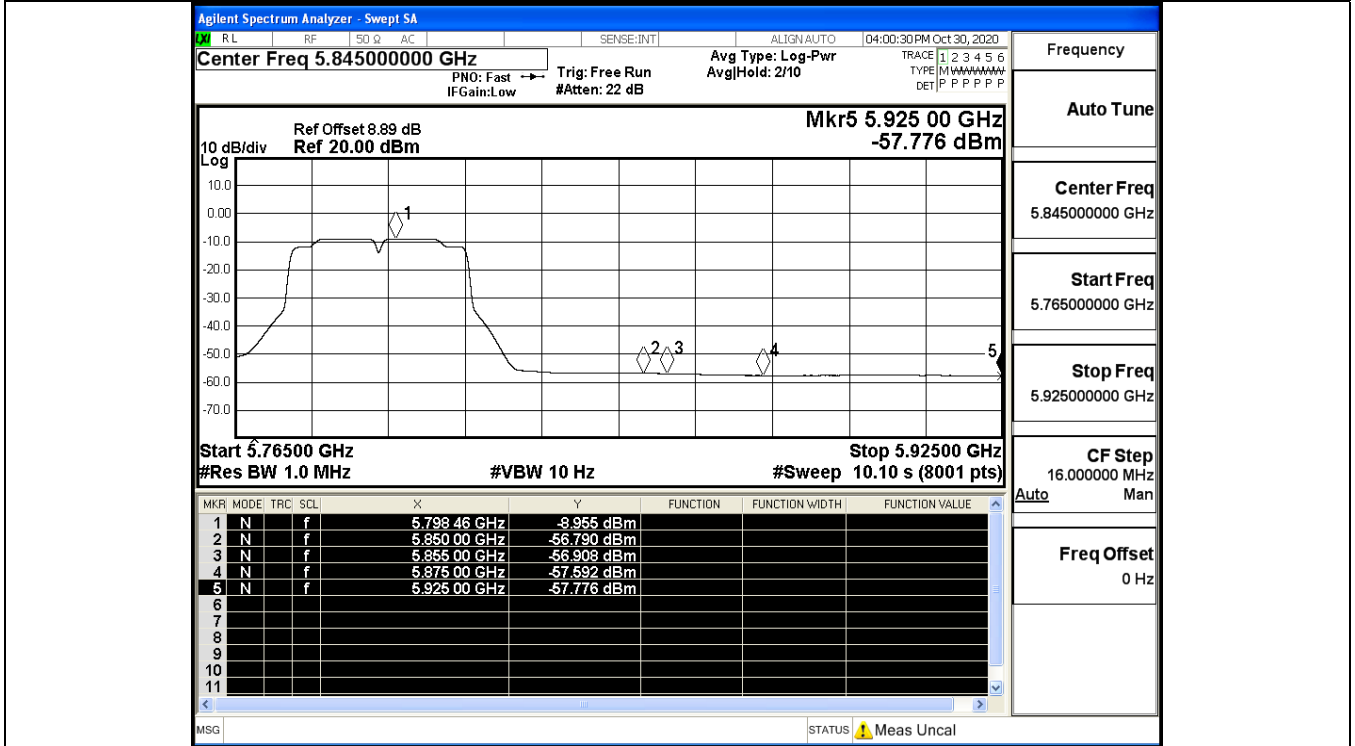 Agilent Spectrum Analyzer - Swept SA
LXI RL RF 50 Ω AC SENSE:INT ALIGN AUTO 04:00:30 PM Oct 30, 2020
Center Freq 5.845000000 GHz
PNO: Fast
IFGain:Low
Trig: Free Run
#Atten: 22 dB
Avg Type: Log-Pwr
Avg|Hold: 2/10
TRACE 1 2 3 4 5 6
TYPE M WWWWW
DET P P P P P P
Ref Offset 8.89 dB
10 dB/div Ref 20.00 dBm
Log
Mkr5 5.925 00 GHz
-57.776 dBm
10.0
0.00
-10.0
-20.0
-30.0
-40.0
-50.0
-60.0
-70.0
1
2
3
4
5
Start 5.76500 GHz Stop 5.92500 GHz
#Res BW 1.0 MHz #VBW 10 Hz #Sweep 10.10 s (8001 pts)
MKR MODE TRC SCL X Y FUNCTION FUNCTION WIDTH FUNCTION VALUE
1 N f 5.798 46 GHz -8.955 dBm
2 N f 5.850 00 GHz -56.790 dBm
3 N f 5.855 00 GHz -56.908 dBm
4 N f 5.875 00 GHz -57.592 dBm
5 N f 5.925 00 GHz -57.776 dBm
6
7
8
9
10
11
MSG STATUS Meas Uncal
Frequency
Auto Tune
Center Freq
5.845000000 GHz
Start Freq
5.765000000 GHz
Stop Freq
5.925000000 GHz
CF Step
16.000000 MHz
Auto Man
Freq Offset
0 Hz